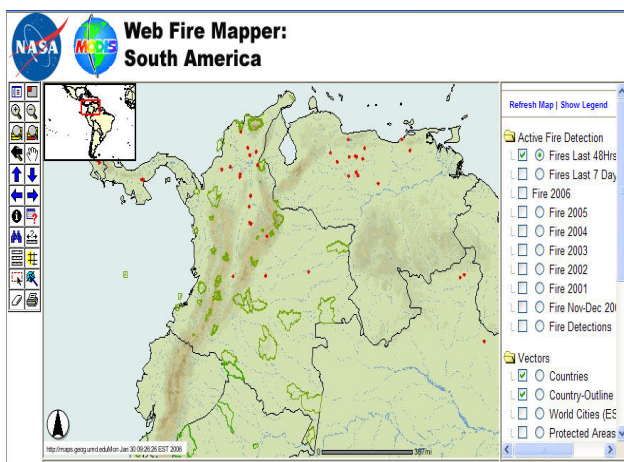 NASA
MODIS
Web Fire Mapper:
South America
Refresh Map | Show Legend
Active Fire Detection
Fires Last 48Hrs
Fires Last 7 Day
Fire 2006
Fire 2005
Fire 2004
Fire 2003
Fire 2002
Fire 2001
Fire Nov-Dec 200
Fire Detections
Vectors
Countries
Country-Outline
World Cities (ES
Protected Areas
http://maps.geog.umd.edu/Mon Jan 30 09:26:26 EST 2006
0